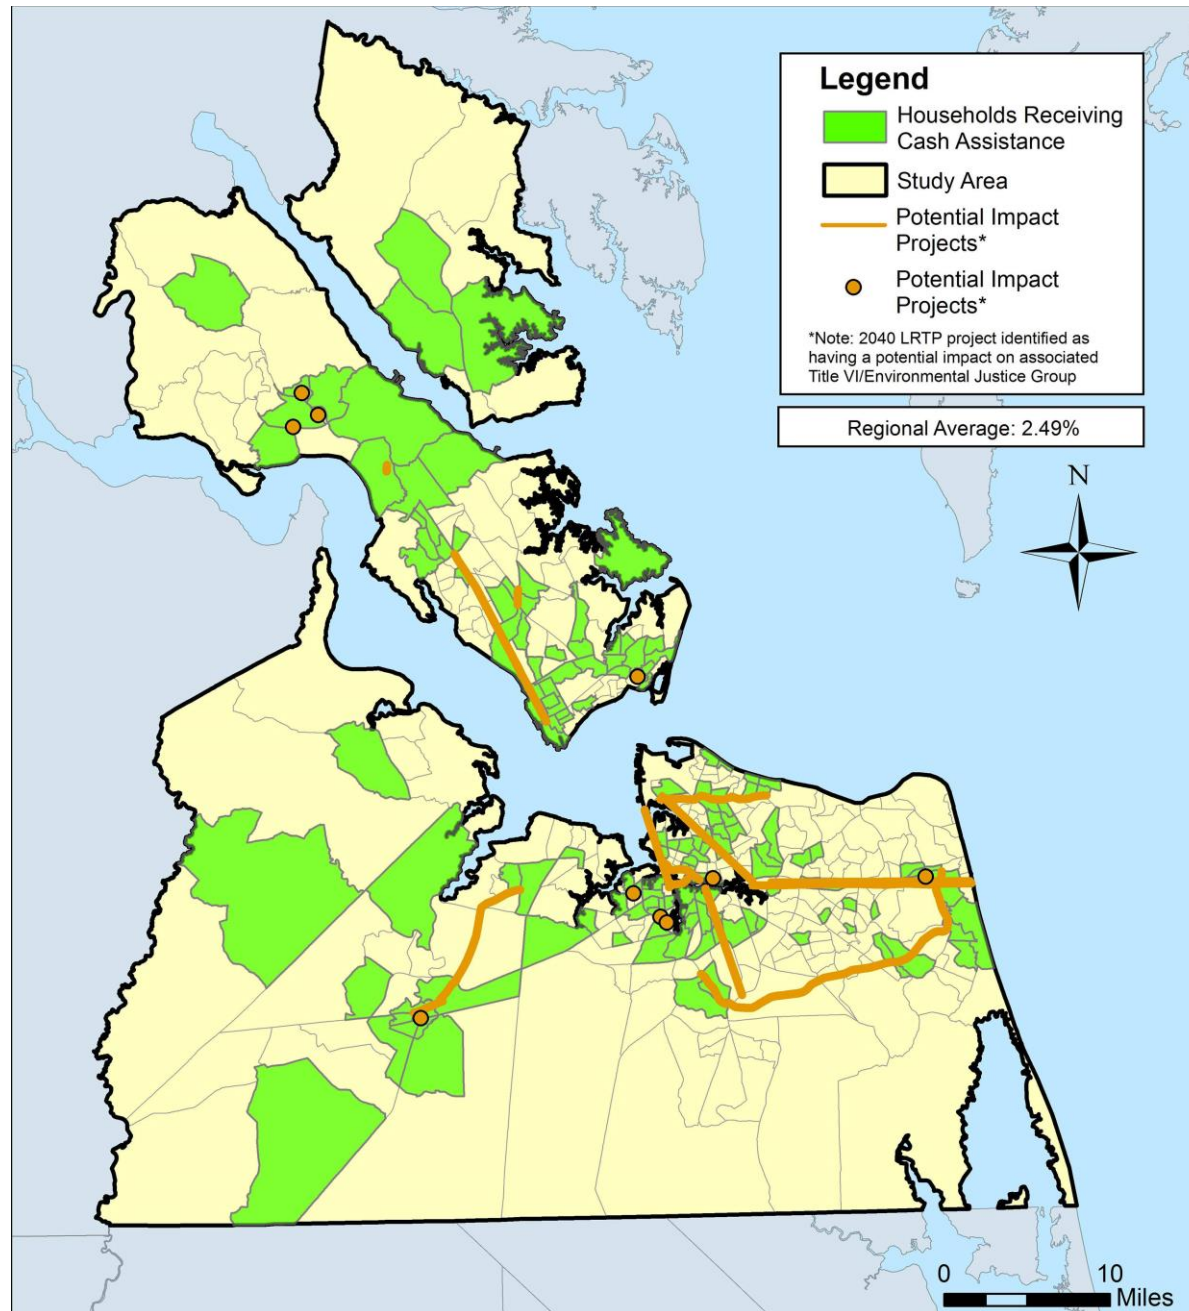 Legend
Households Receiving
Cash Assistance
Study Area
Potential Impact
Projects*
Potential Impact
Projects*
*Note: 2040 LRTP project identified as
having a potential impact on associated
Title VI/Environmental Justice Group
Regional Average: 2.49%
N
0 10
Miles